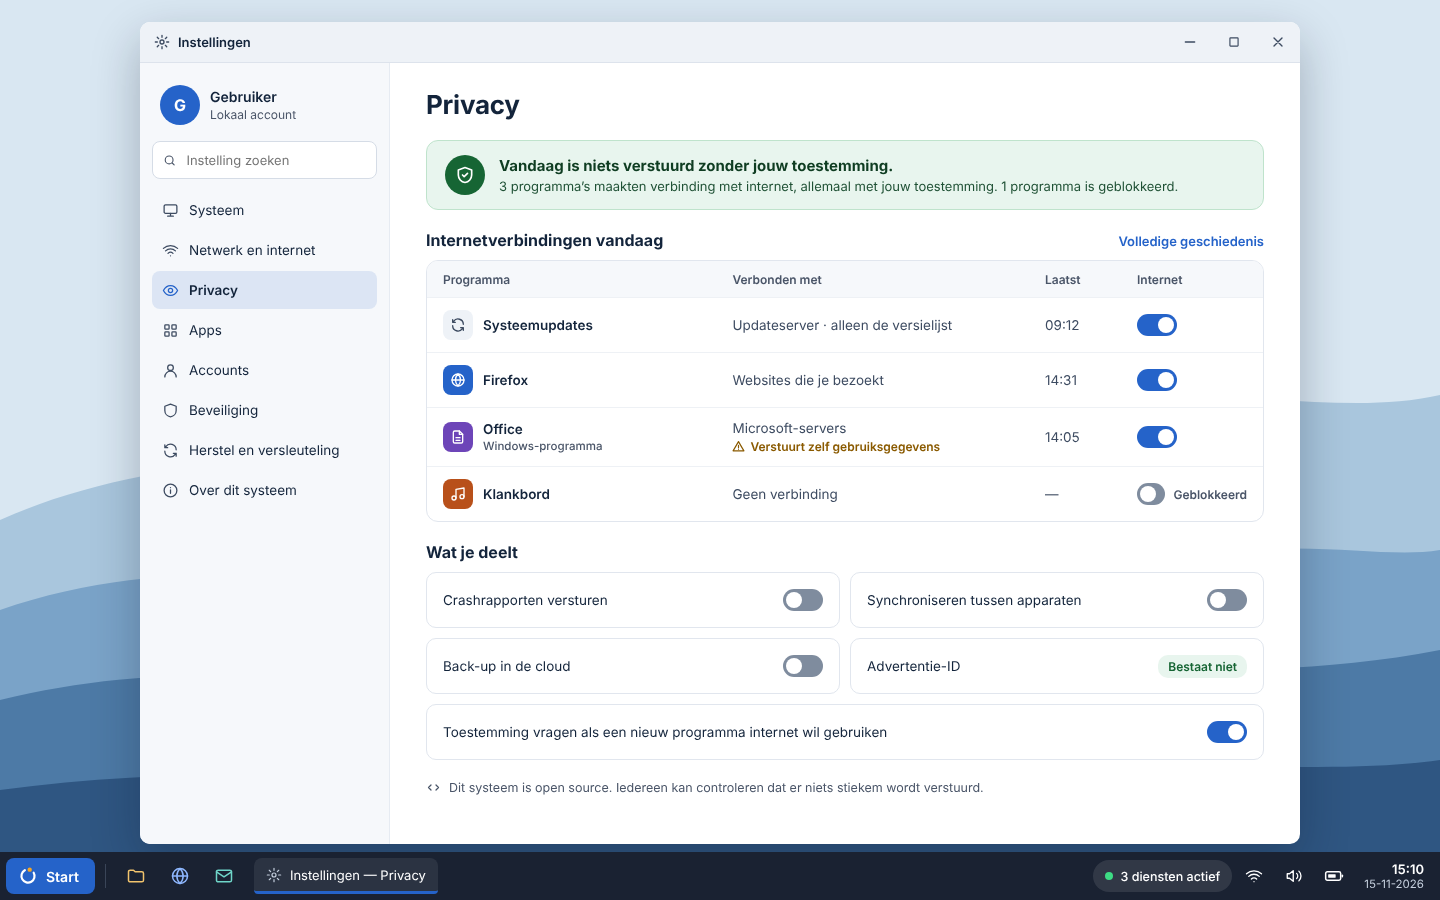 Instellingen
G
Gebruiker
Lokaal account
Instelling zoeken
Systeem
Netwerk en internet
Privacy
Apps
Accounts
Beveiliging
Herstel en versleuteling
Over dit systeem
Privacy
Vandaag is niets verstuurd zonder jouw toestemming.
3 programma’s maakten verbinding met internet, allemaal met jouw toestemming. 1 programma is geblokkeerd.
Internetverbindingen vandaag
Volledige geschiedenis
Programma Verbonden met Laatst Internet
Systeemupdates Updateserver · alleen de versielijst 09:12
Firefox Websites die je bezoekt 14:31
Office Microsoft-servers 14:05
Windows-programma Verstuurt zelf gebruiksgegevens
Klankbord Geen verbinding — Geblokkeerd
Wat je deelt
Crashrapporten versturen
Synchroniseren tussen apparaten
Back-up in de cloud
Advertentie-ID Bestaat niet
Toestemming vragen als een nieuw programma internet wil gebruiken
Dit systeem is open source. Iedereen kan controleren dat er niets stiekem wordt verstuurd.
Start
Instellingen — Privacy
3 diensten actief
15:10
15-11-2026